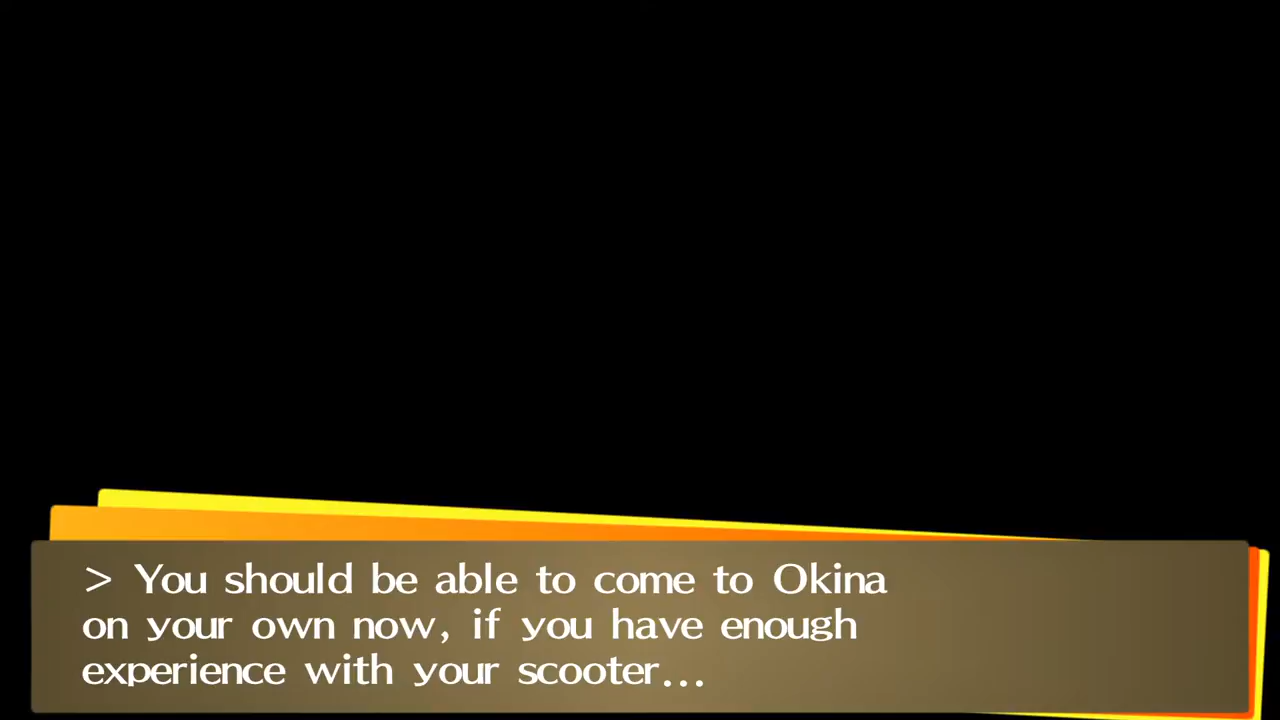 > You should be able to come to Okina
on your own now, if you have enough
experience with your scooter...